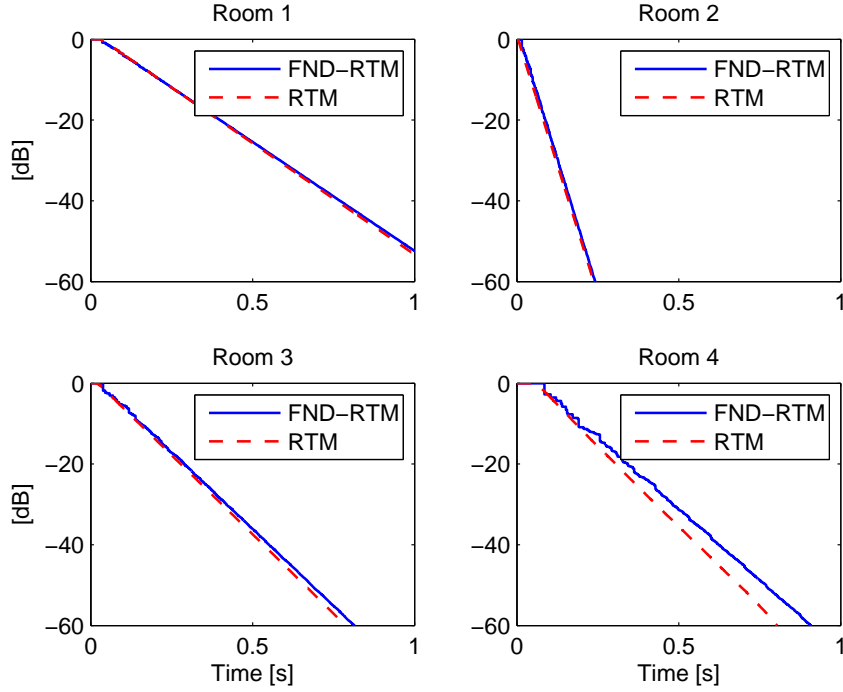 Room 1
Room 2
0
−20
−40
−60
[dB]
FND−RTM
RTM
0
0.5
1
0
−20
−40
−60
FND−RTM
RTM
0
0.5
1
Room 3
Room 4
0
−20
−40
−60
[dB]
FND−RTM
RTM
0
0.5
1
Time [s]
0
−20
−40
−60
FND−RTM
RTM
0
0.5
1
Time [s]